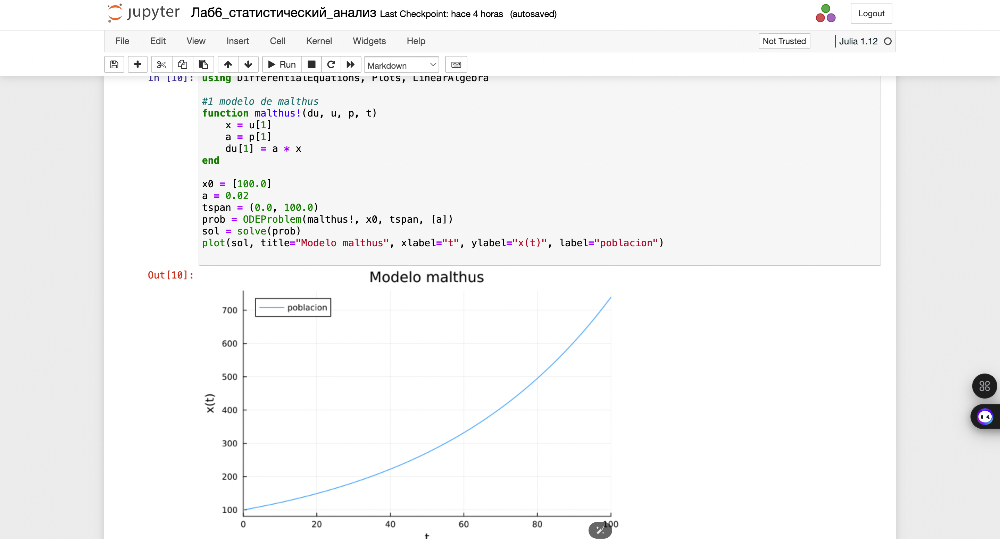 jupyter Лаб6_статистический_анализ Last Checkpoint: hace 4 horas (autosaved)
Logout
File Edit View Insert Cell Kernel Widgets Help
Not Trusted
Julia 1.12
Run
Markdown
In [10]:
using DifferentialEquations, Plots, LinearAlgebra
#1 modelo de malthus
function malthus!(du, u, p, t)
x = u[1]
a = p[1]
du[1] = a * x
end
x0 = [100.0]
a = 0.02
tspan = (0.0, 100.0)
prob = ODEProblem(malthus!, x0, tspan, [a])
sol = solve(prob)
plot(sol, title="Modelo malthus", xlabel="t", ylabel="x(t)", label="poblacion")
Out[10]:
Modelo malthus
poblacion
700
600
500
400
300
200
100
x(t)
0 20 40 60 80 100
t